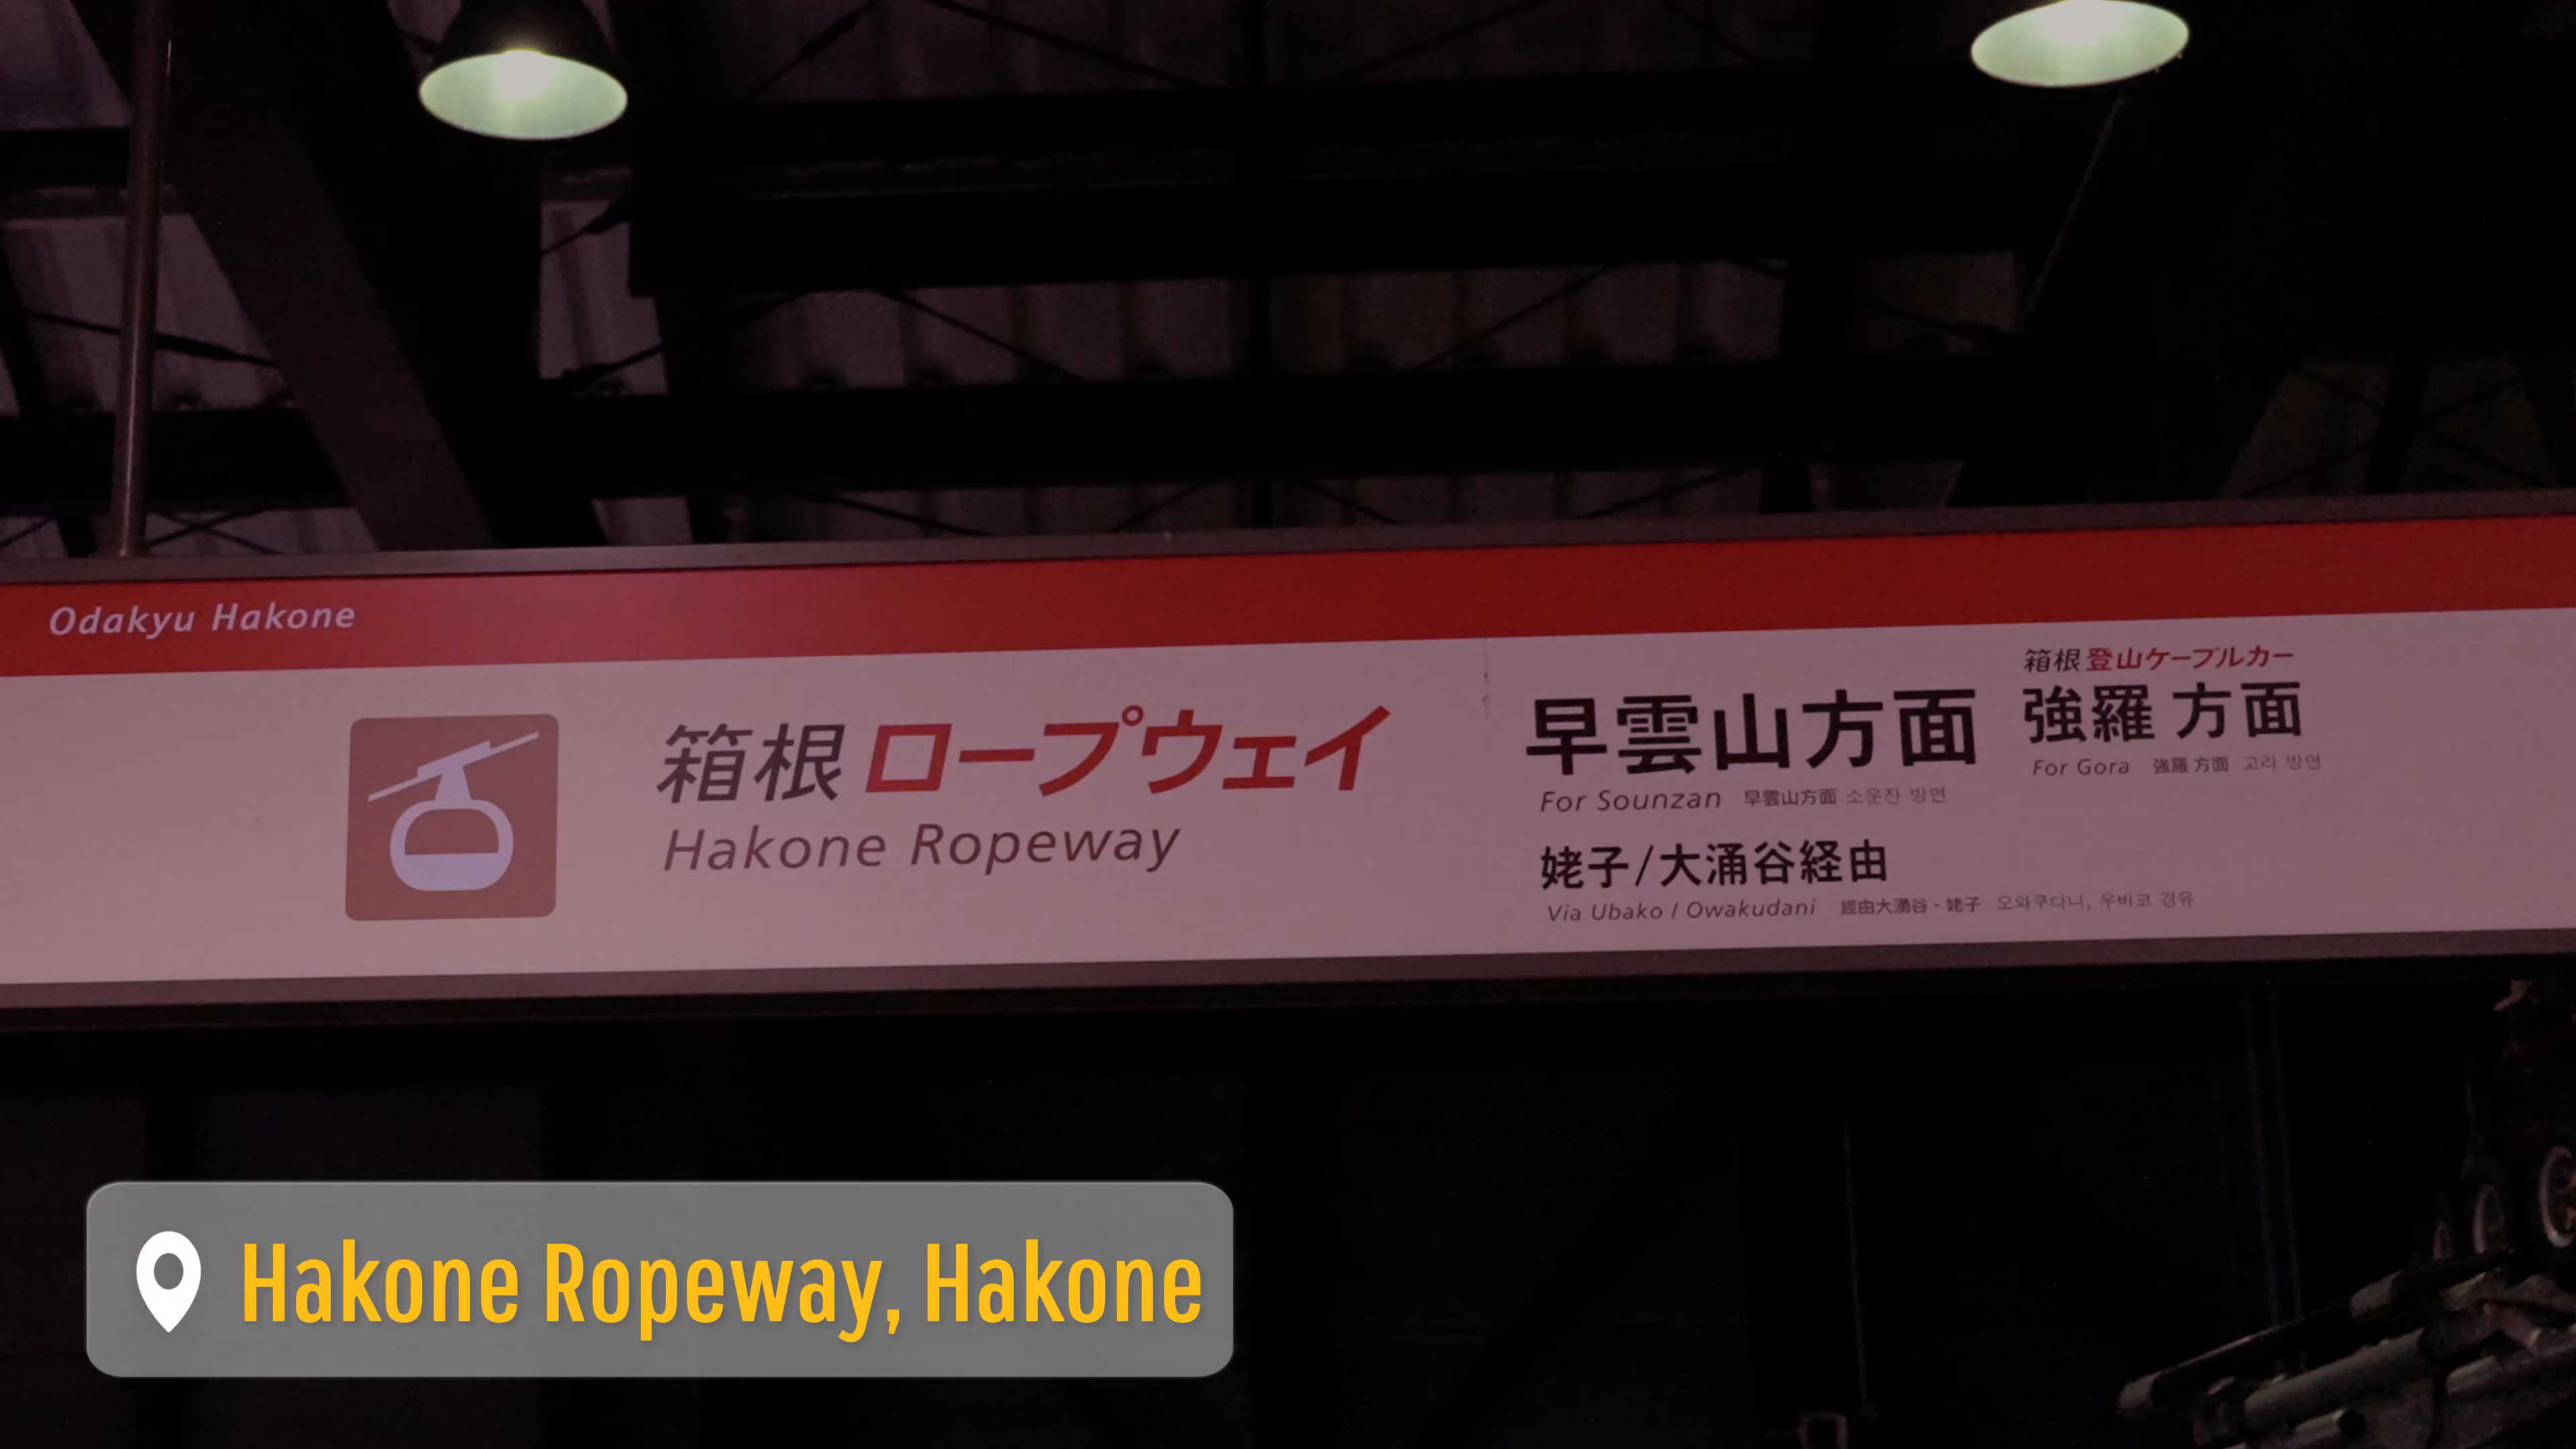 Odakyu Hakone
箱根ロープウェイ
Hakone Ropeway
早雲山方面
For Sounzan 早雲山方面 소운잔 방면
箱根登山ケーブルカー
強羅 方面
For Gora 強羅方面 고라 방면
姥子/大涌谷経由
Via Ubako / Owakudani 經由大湧谷、姥子 오와쿠다니, 우바코 경유
Hakone Ropeway, Hakone